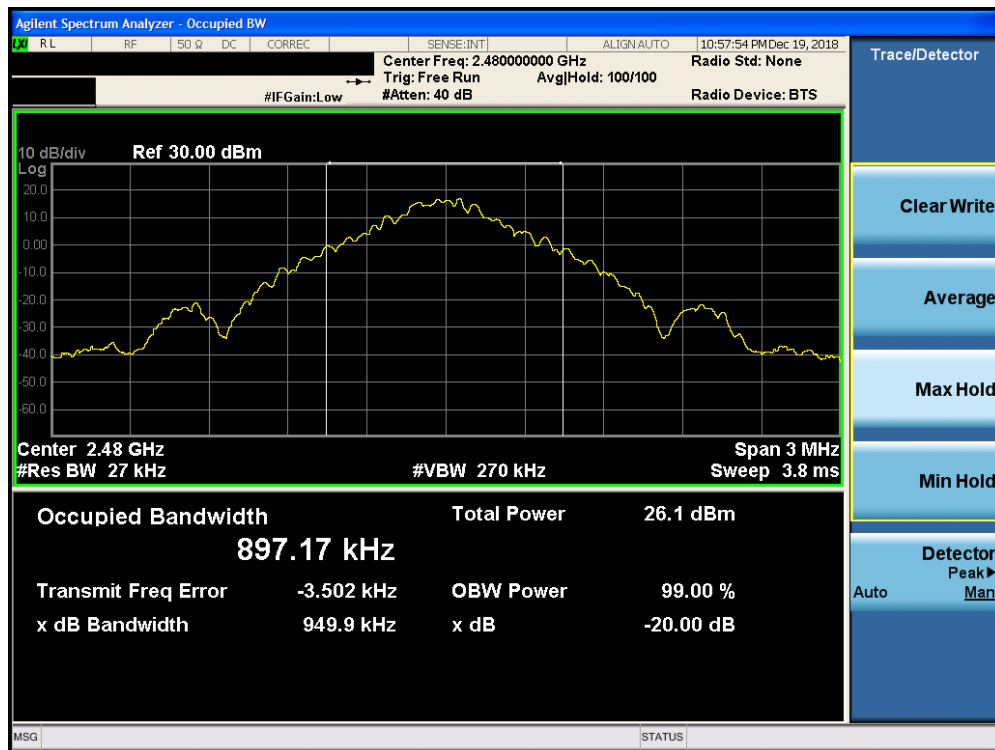 Agilent Spectrum Analyzer - Occupied BW
LXI RL RF 50 Ω DC CORREC SENSE:INT ALIGN AUTO 10:57:54 PM Dec 19, 2018
Center Freq: 2.480000000 GHz Radio Std: None
Trig: Free Run Avg|Hold: 100/100
#IFGain:Low #Atten: 40 dB Radio Device: BTS
10 dB/div Ref 30.00 dBm
Log
20.0
10.0
0.00
-10.0
-20.0
-30.0
-40.0
-50.0
-60.0
Center 2.48 GHz Span 3 MHz
#Res BW 27 kHz #VBW 270 kHz Sweep 3.8 ms
Occupied Bandwidth Total Power 26.1 dBm
897.17 kHz
Transmit Freq Error -3.502 kHz OBW Power 99.00 %
x dB Bandwidth 949.9 kHz x dB -20.00 dB
MSG STATUS
Trace/Detector
Clear Write
Average
Max Hold
Min Hold
Detector
Peak▶
Auto Man